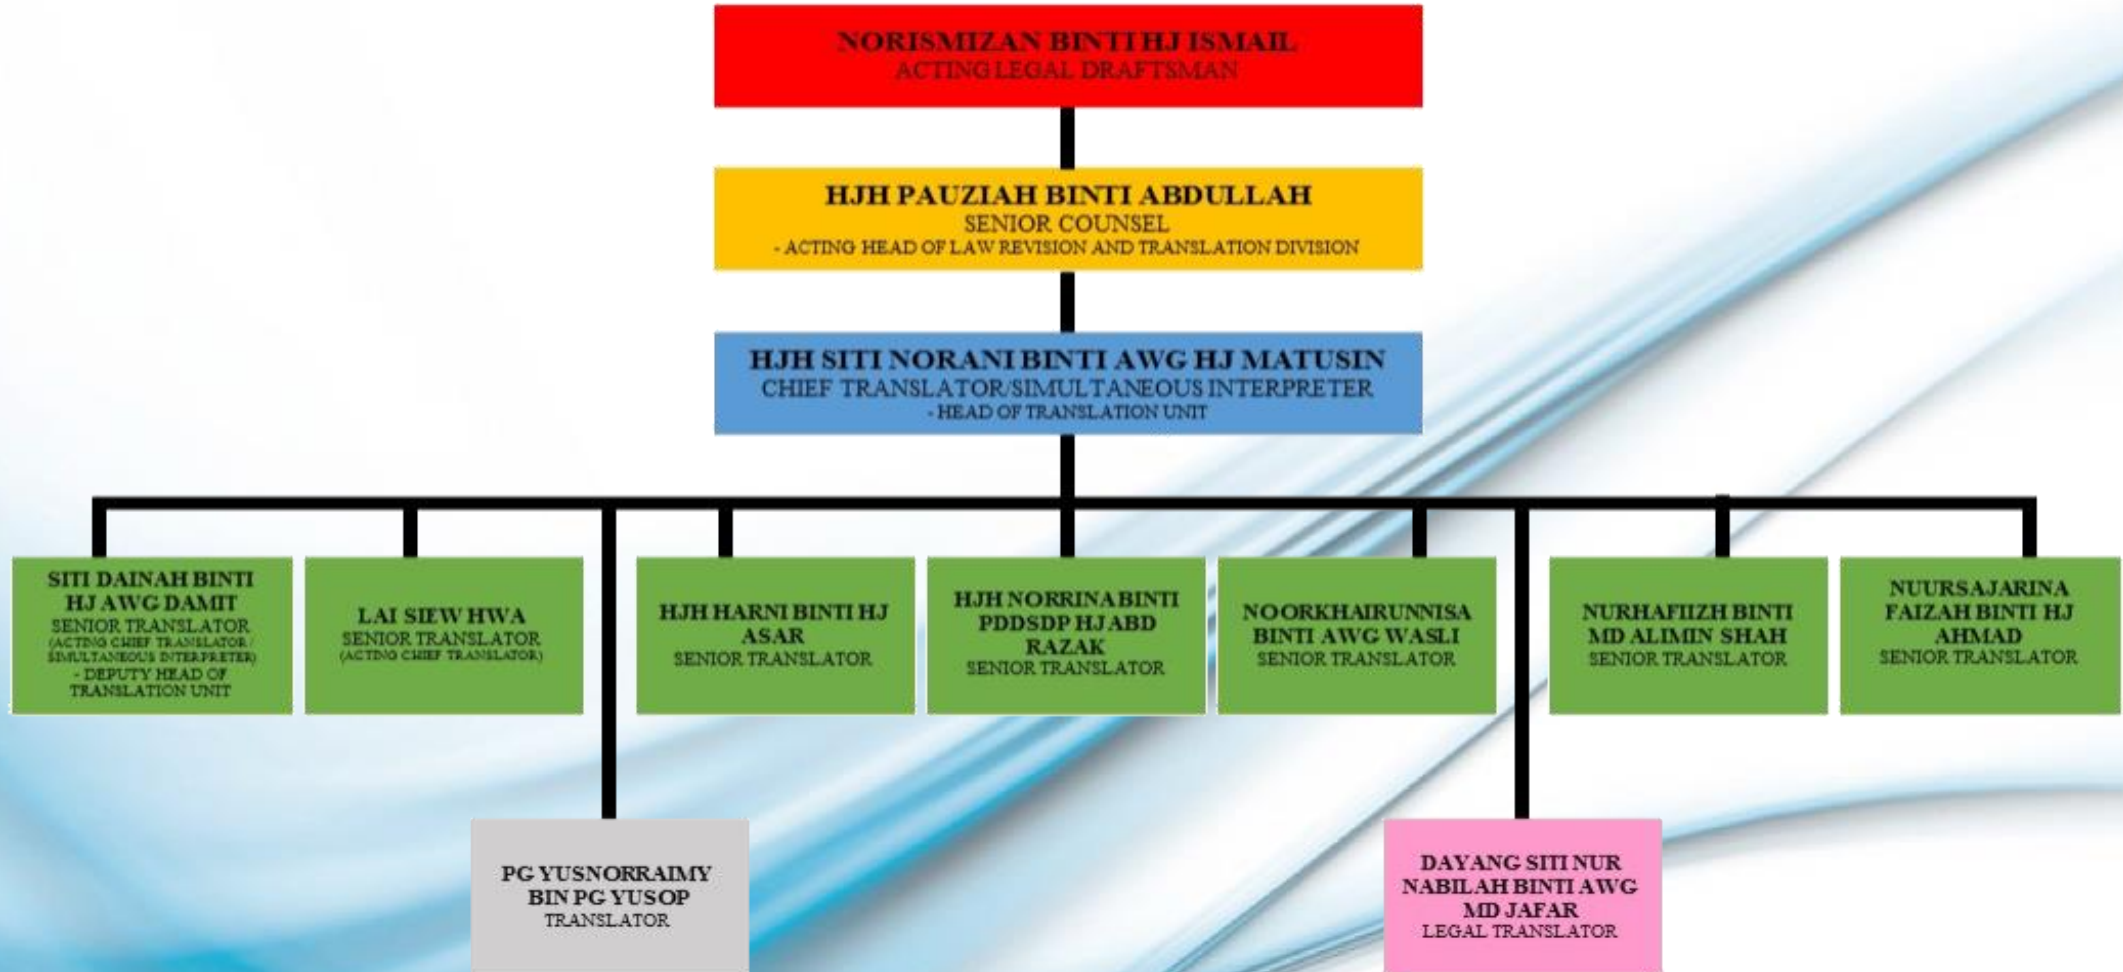 NORISMIZAN BINTI HJ ISMAIL
ACTING LEGAL DRAFTSMAN
HJH PAUZIAH BINTI ABDULLAH
SENIOR COUNSEL
- ACTING HEAD OF LAW REVISION AND TRANSLATION DIVISION
HJH SITI NORANI BINTI AWG HJ MATUSIN
CHIEF TRANSLATOR/SIMULTANEOUS INTERPRETER
- HEAD OF TRANSLATION UNIT
SITI DAINAH BINTI
HJ AWG DAMIT
SENIOR TRANSLATOR
(ACTING CHIEF TRANSLATOR /
SIMULTANEOUS INTERPRETER)
- DEPUTY HEAD OF
TRANSLATION UNIT
LAI SIEW HWA
SENIOR TRANSLATOR
(ACTING CHIEF TRANSLATOR)
HJH HARNI BINTI HJ
ASAR
SENIOR TRANSLATOR
HJH NORRINA BINTI
PDDSDP HJ ABD
RAZAK
SENIOR TRANSLATOR
NOORKHAIRUNNISA
BINTI AWG WASLI
SENIOR TRANSLATOR
NURHAFIIZH BINTI
MD ALIMIN SHAH
SENIOR TRANSLATOR
NUURSAJARINA
FAIZAH BINTI HJ
AHMAD
SENIOR TRANSLATOR
PG YUSNORRAIMY
BIN PG YUSOP
TRANSLATOR
DAYANG SITI NUR
NABILAH BINTI AWG
MD JAFAR
LEGAL TRANSLATOR